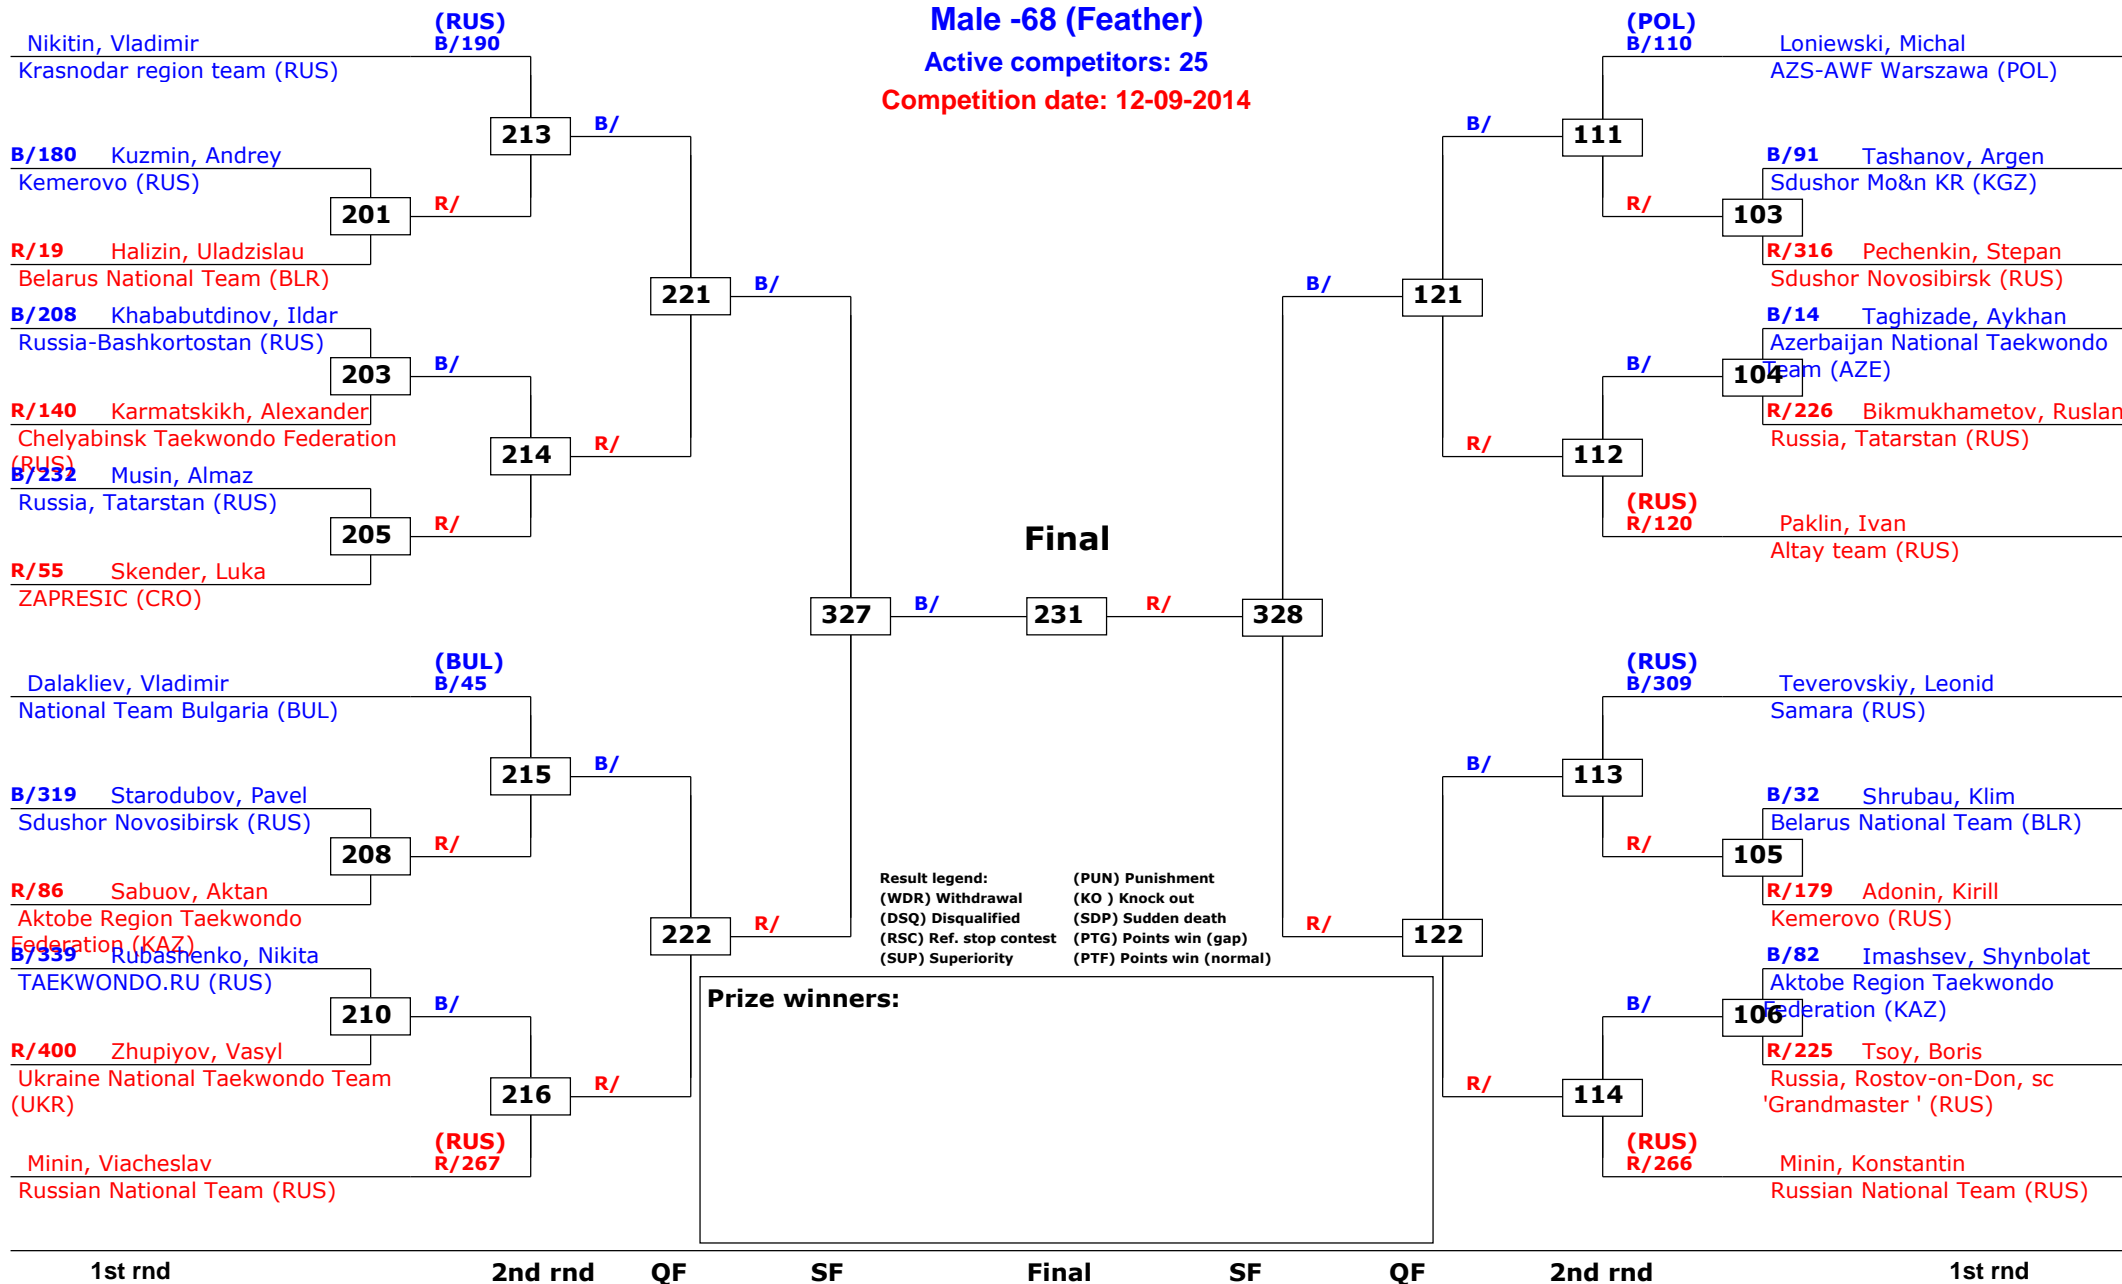 Male -68 (Feather)
Active competitors: 25
Competition date: 12-09-2014
(RUS)
Nikitin, Vladimir
B/190
Krasnodar region team (RUS)
213
B/
B/180 Kuzmin, Andrey
Kemerovo (RUS)
201
R/
R/19 Halizin, Uladzislau
Belarus National Team (BLR)
221
B/
B/208 Khababutdinov, Ildar
Russia-Bashkortostan (RUS)
203
B/
R/140 Karmatskikh, Alexander
Chelyabinsk Taekwondo Federation
(RUS)
214
R/
B/232 Musin, Almaz
Russia, Tatarstan (RUS)
205
R/
R/55 Skender, Luka
ZAPRESIC (CRO)
327
B/
(BUL)
Dalakliev, Vladimir
B/45
National Team Bulgaria (BUL)
215
B/
B/319 Starodubov, Pavel
Sdushor Novosibirsk (RUS)
208
R/
R/86 Sabuov, Aktan
Aktobe Region Taekwondo
Federation (KAZ)
222
R/
B/339 Rubashenko, Nikita
TAEKWONDO.RU (RUS)
210
B/
R/400 Zhupiyov, Vasyl
Ukraine National Taekwondo Team
(UKR)
216
R/
(RUS)
Minin, Viacheslav
R/267
Russian National Team (RUS)
Final
231
R/
328
(POL)
B/110
Loniewski, Michal
AZS-AWF Warszawa (POL)
B/
111
B/91 Tashanov, Argen
Sdushor Mo&n KR (KGZ)
R/
103
R/316 Pechenkin, Stepan
Sdushor Novosibirsk (RUS)
B/
121
B/14 Taghizade, Aykhan
Azerbaijan National Taekwondo
Team (AZE)
B/
104
R/226 Bikmukhametov, Ruslan
Russia, Tatarstan (RUS)
R/
112
(RUS)
R/120
Paklin, Ivan
Altay team (RUS)
(RUS)
B/309
Teverovskiy, Leonid
Samara (RUS)
B/
113
B/32 Shrubau, Klim
Belarus National Team (BLR)
R/
105
R/179 Adonin, Kirill
Kemerovo (RUS)
R/
122
B/82 Imashsev, Shynbolat
Aktobe Region Taekwondo
Federation (KAZ)
B/
106
R/225 Tsoy, Boris
Russia, Rostov-on-Don, sc
'Grandmaster ' (RUS)
R/
114
(RUS)
R/266
Minin, Konstantin
Russian National Team (RUS)
Result legend: (PUN) Punishment
(WDR) Withdrawal (KO ) Knock out
(DSQ) Disqualified (SDP) Sudden death
(RSC) Ref. stop contest (PTG) Points win (gap)
(SUP) Superiority (PTF) Points win (normal)
Prize winners:
1st rnd 2nd rnd QF SF Final SF QF 2nd rnd 1st rnd